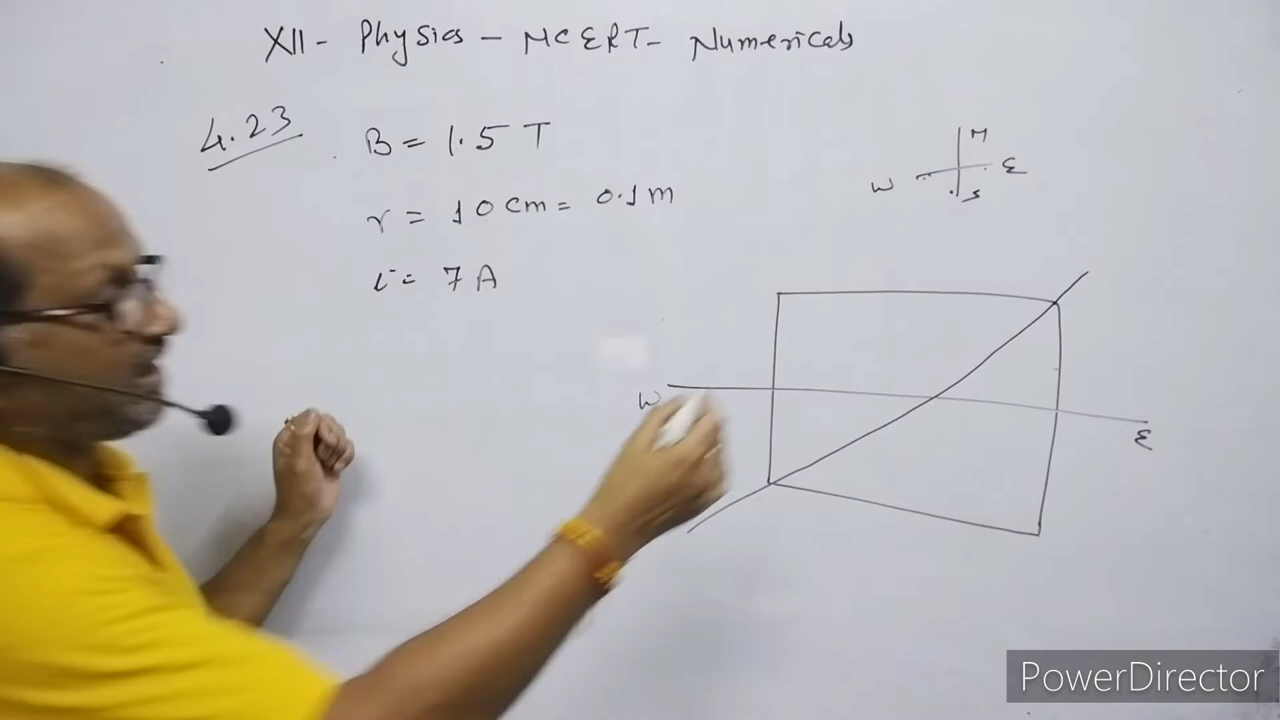 XII - Physics - NCERT - Numericals
4.23
B = 1.5 T
r = 10 cm = 0.1 m
i = 7 A
N
W E
S
W
E
PowerDirector